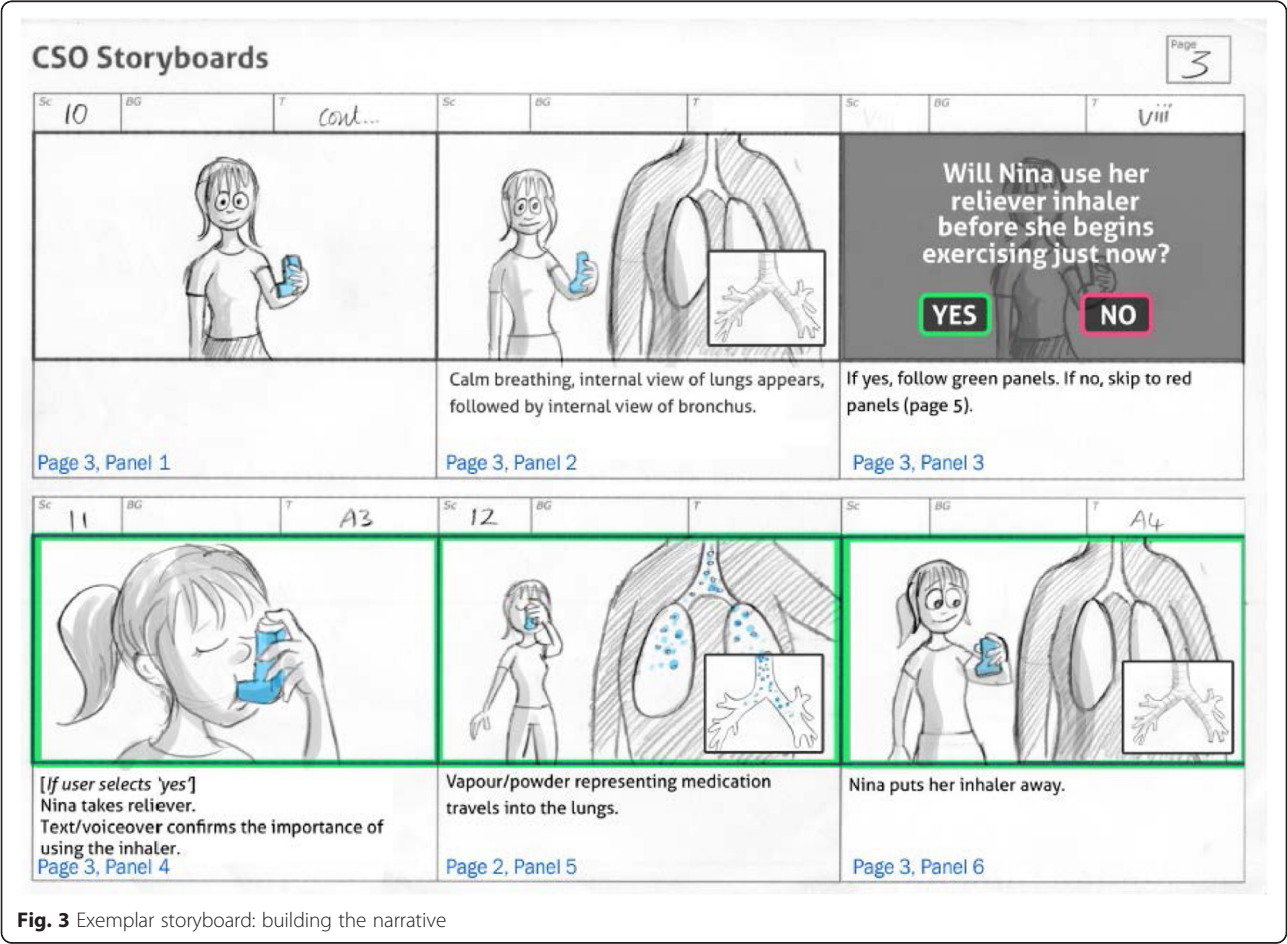 CSO Storyboards
Page
3
Sc 10 BG T cont...
Sc BG T
Sc BG T viii
Will Nina use her
reliever inhaler
before she begins
exercising just now?
YES NO
Calm breathing, internal view of lungs appears,
followed by internal view of bronchus.
If yes, follow green panels. If no, skip to red
panels (page 5).
Page 3, Panel 1
Page 3, Panel 2
Page 3, Panel 3
Sc 11 BG T A3
Sc 12 BG T
Sc BG T A4
[If user selects 'yes']
Nina takes reliever.
Text/voiceover confirms the importance of
using the inhaler.
Page 3, Panel 4
Vapour/powder representing medication
travels into the lungs.
Page 2, Panel 5
Nina puts her inhaler away.
Page 3, Panel 6
Fig. 3 Exemplar storyboard: building the narrative